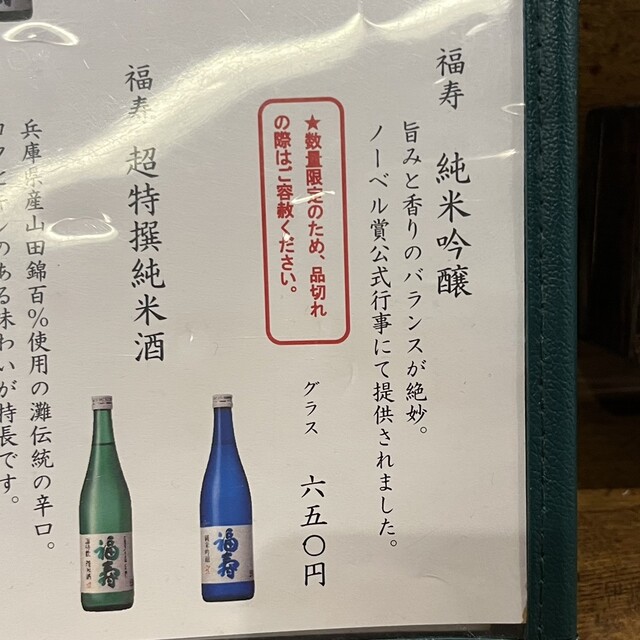 福寿 純米吟醸
旨みと香りのバランスが絶妙。
ノーベル賞公式行事にて提供されました。
グラス 六五〇円
★数量限定のため、品切れ
の際はご容赦ください。
福寿 純米吟醸
福寿 超特撰純米酒
兵庫県産山田錦百%使用の灘伝統の辛口。
のある味わいが特長です。
福寿